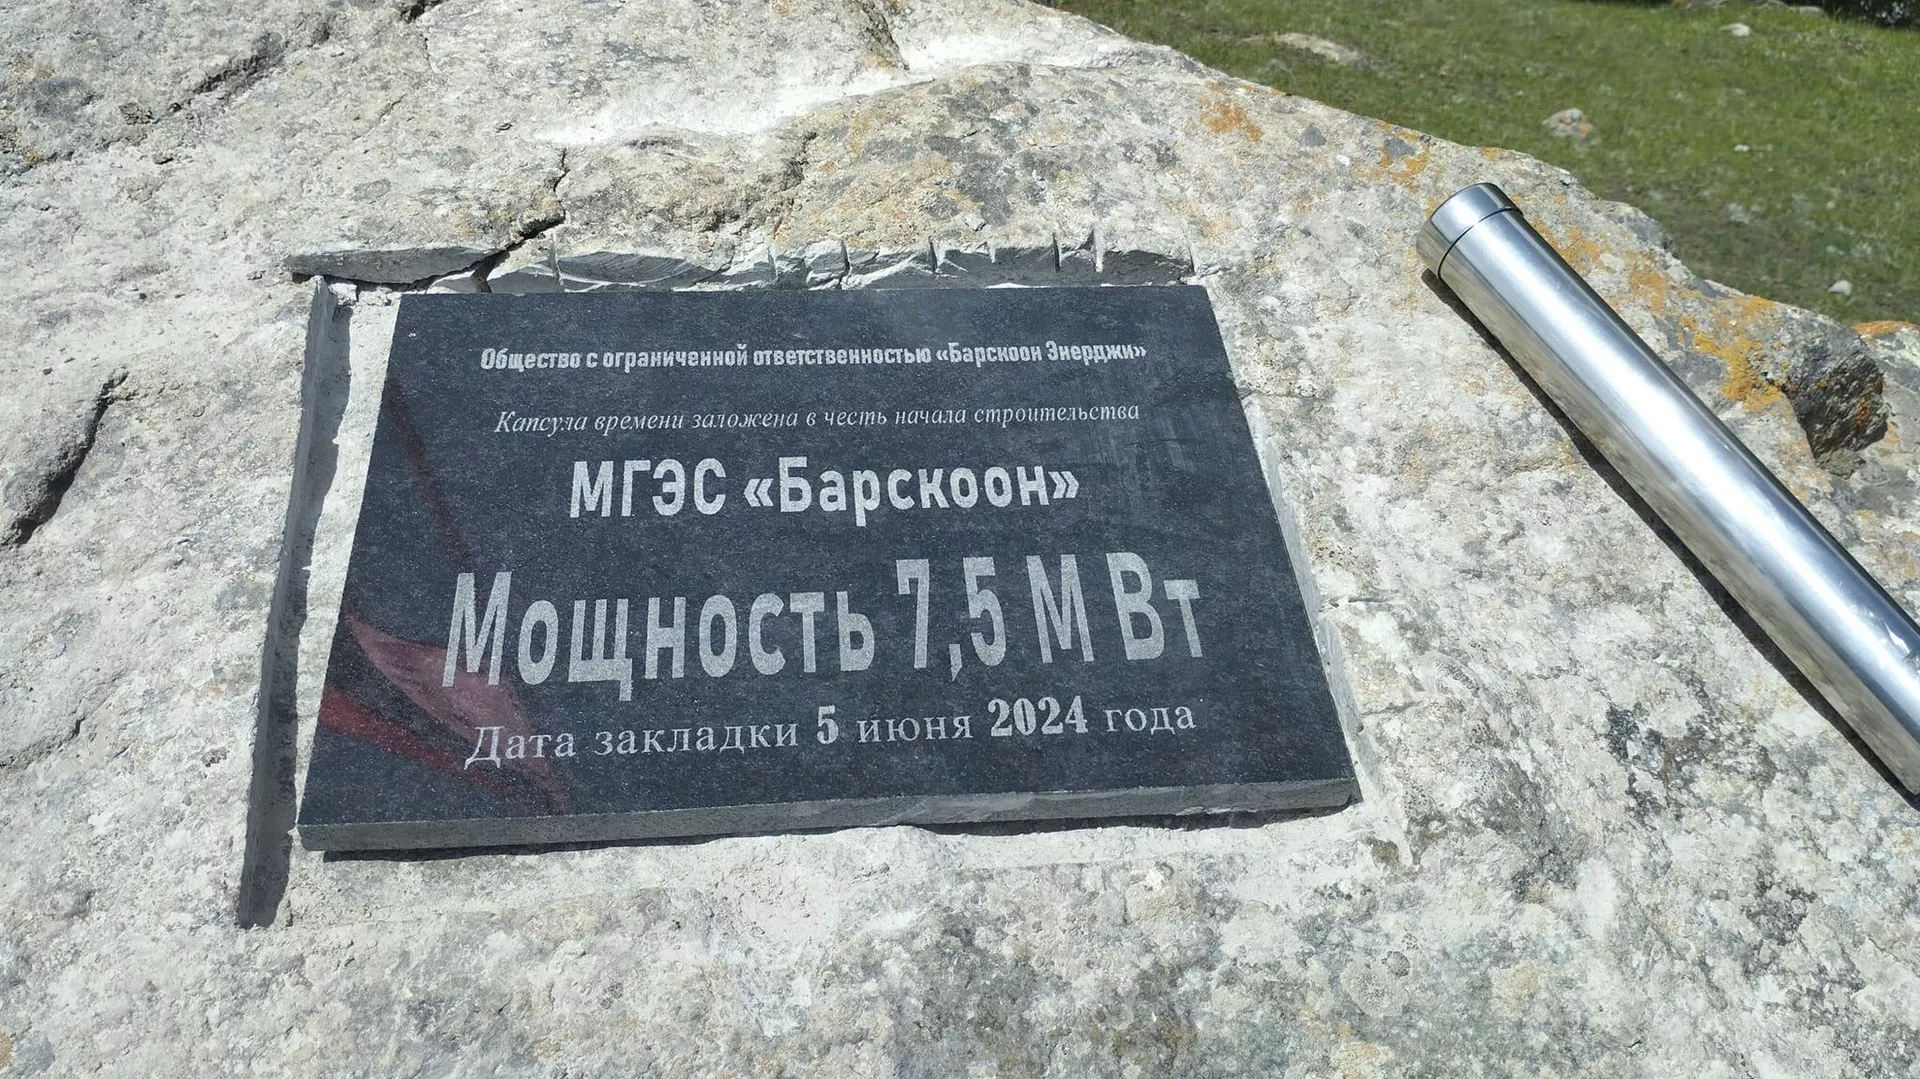 Общество с ограниченной ответственностью «Барскоон Энерджи»
Капсула времени заложена в честь начала строительства
МГЭС «Барскоон»
Мощность 7,5 М Вт
Дата закладки 5 июня 2024 года